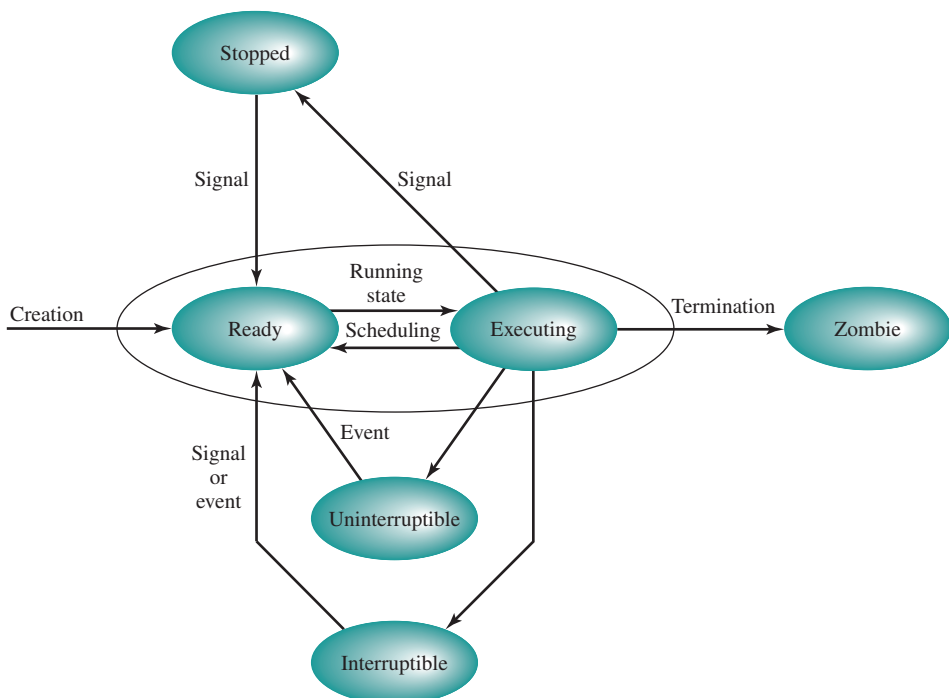 Stopped
Signal
Signal
Running
state
Creation
Ready
Scheduling
Executing
Termination
Zombie
Event
Signal
or
event
Uninterruptible
Interruptible